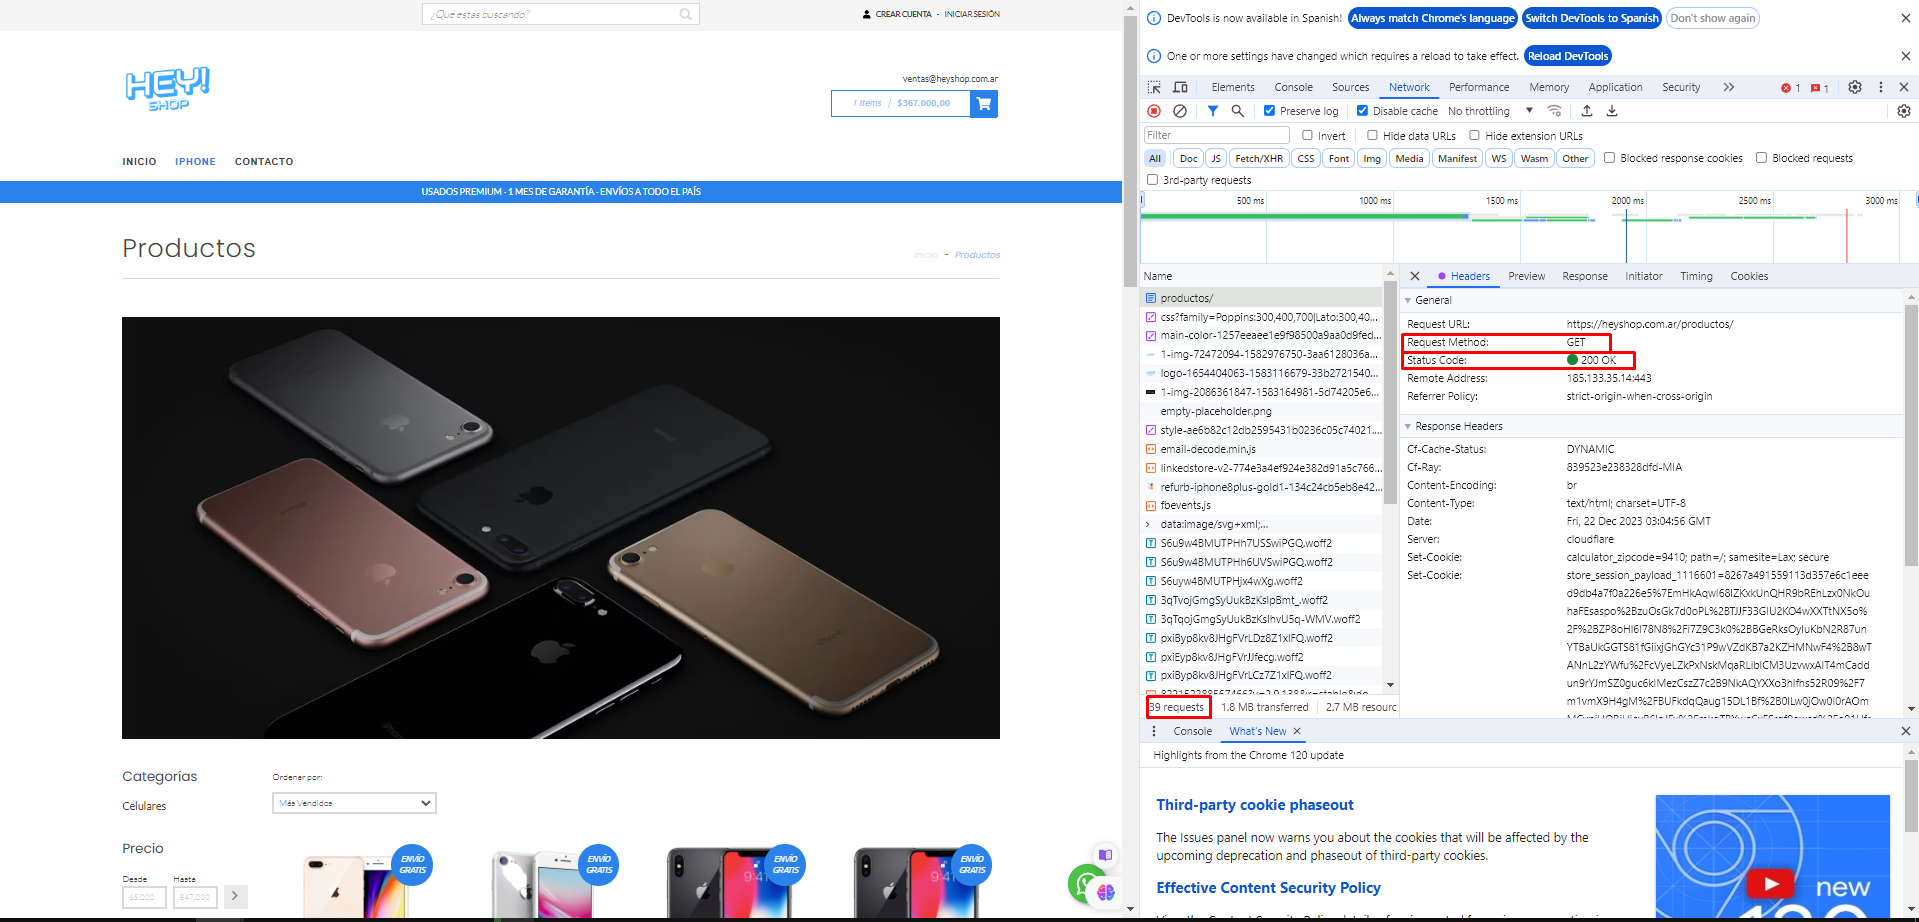 ¿Qué estás buscando?
CREAR CUENTA - INICIAR SESIÓN
HEY!
SHOP
ventas@heyshop.com.ar
1 Items / $367.000,00
INICIO IPHONE CONTACTO
USADOS PREMIUM - 1 MES DE GARANTÍA - ENVÍOS A TODO EL PAÍS
Productos
Inicio - Productos
Categorías
Celulares
Ordenar por:
Más Vendidos
Precio
Desde Hasta
ENVÍO
GRATIS
ENVÍO
GRATIS
ENVÍO
GRATIS
ENVÍO
GRATIS
DevTools is now available in Spanish! Always match Chrome's language Switch DevTools to Spanish Don't show again
One or more settings have changed which requires a reload to take effect. Reload DevTools
Elements Console Sources Network Performance Memory Application Security 1 1
Preserve log Disable cache No throttling
Filter Invert Hide data URLs Hide extension URLs
All Doc JS Fetch/XHR CSS Font Img Media Manifest WS Wasm Other Blocked response cookies Blocked requests
3rd-party requests
500 ms 1000 ms 1500 ms 2000 ms 2500 ms 3000 ms
Name
productos/
css?family=Poppins:300,400,700|Lato:300,40...
main-color-1257eeaee1e9f98500a9aa0d9fed...
1-img-72472094-1582976750-3aa6128036a...
logo-1654404063-1583116679-33b2721540...
1-img-2086361847-1583164981-5d74205e6...
empty-placeholder.png
style-ae6b82c12db2595431b0236c05c74021...
email-decode.min.js
linkedstore-v2-774e3a4ef924e382d91a5c766...
refurb-iphone8plus-gold1-134c24cb5eb8e42...
fbevents.js
data:image/svg+xml;...
S6u9w4BMUTPHh7USSwiPGQ.woff2
S6u9w4BMUTPHh6UVSwiPGQ.woff2
S6uyw4BMUTPHjx4wXg.woff2
3qTvojGmgSyUukBzKslpBmt_.woff2
3qTqojGmgSyUukBzKslhvU5q-WMV.woff2
pxiByp8kv8JHgFVrLDz8Z1xlFQ.woff2
pxiEyp8kv8JHgFVrJJfecg.woff2
pxiByp8kv8JHgFVrLCz7Z1xlFQ.woff2
39 requests 1.8 MB transferred 2.7 MB resourc
Headers Preview Response Initiator Timing Cookies
General
Request URL: https://heyshop.com.ar/productos/
Request Method: GET
Status Code: 200 OK
Remote Address: 185.133.35.14:443
Referrer Policy: strict-origin-when-cross-origin
Response Headers
Cf-Cache-Status: DYNAMIC
Cf-Ray: 839523e238328dfd-MIA
Content-Encoding: br
Content-Type: text/html; charset=UTF-8
Date: Fri, 22 Dec 2023 03:04:56 GMT
Server: cloudflare
Set-Cookie: calculator_zipcode=9410; path=/; samesite=Lax; secure
Set-Cookie: store_session_payload_1116601=8267a491559113d357e6c1eee
d9db4a7f0a226e5%7EmHkAqwI68IZKXkUnQHR9bREhLzx0NkOu
haFEsaspo%2BzuOsGk7d0oPL%2BTJJF33GIU2KO4wXXTtNX5o%
2F%2BZP8oHI6I78N8%2Fi7Z9C3k0%2BBGeRksOyIuKbN2R87un
YTBaUkGGTS81fGiixjGhGYc31P9wVZdKB7a2KZHMNwF4%2B8wT
ANnL2zYWfu%2FcVyeLZkPxNskMqaRLiblCM3UzvwxAIT4mCadd
un9rYJmSZ0guc6kIMezCszZ7c2B9NkAQYXXo3hIfhs52R09%2F7
m1vmX9H4gM%2FBUFkdqQaug15DL1Bf%2B0ILw0jOw0I0rAOm
Console What's New
Highlights from the Chrome 120 update
Third-party cookie phaseout
The Issues panel now warns you about the cookies that will be affected by the
upcoming deprecation and phaseout of third-party cookies.
Effective Content Security Policy
new